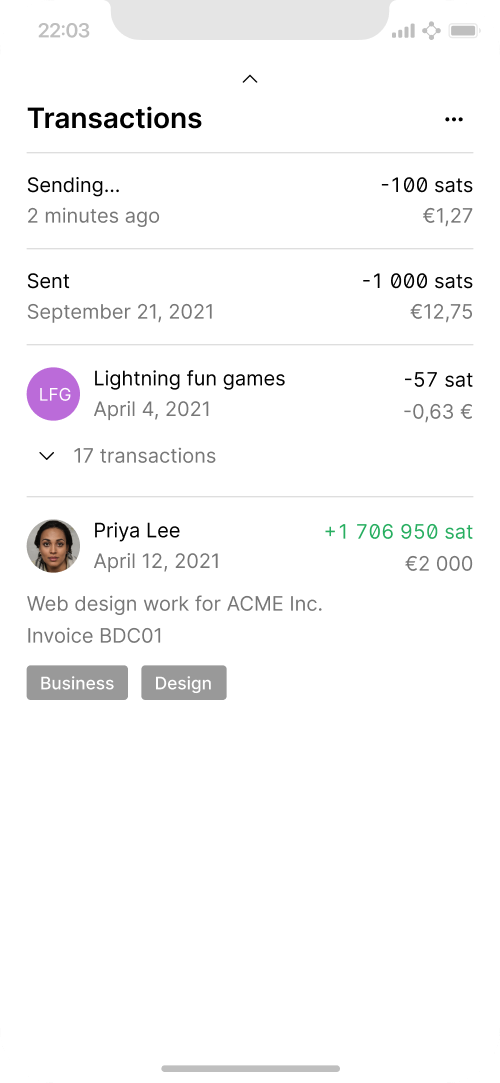 22:03
Transactions
Sending... -100 sats
2 minutes ago €1,27
Sent -1 000 sats
September 21, 2021 €12,75
LFG Lightning fun games -57 sat
April 4, 2021 -0,63 €
17 transactions
Priya Lee +1 706 950 sat
April 12, 2021 €2 000
Web design work for ACME Inc.
Invoice BDC01
Business Design